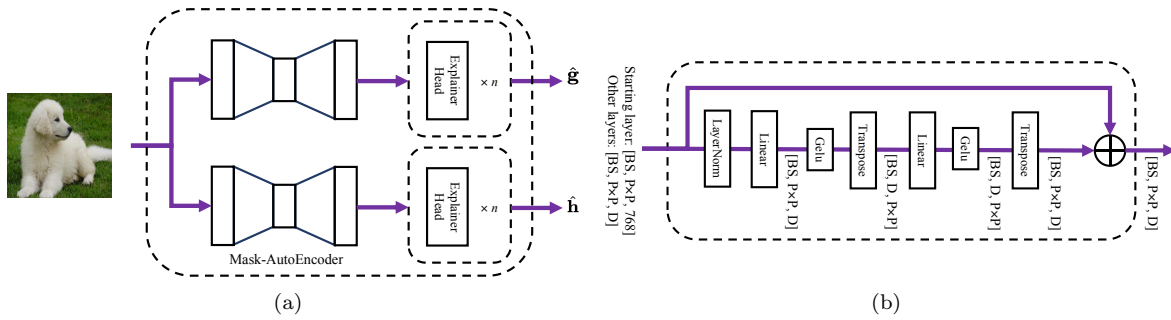 Explainer
Head
× n
ĝ
Explainer
Head
× n
ĥ
Mask-AutoEncoder
(a)
Starting layer: [BS, P×P, 768]
Other layers: [BS, P×P, D]
LayerNorm
Linear
[BS, P×P, D]
Gelu
Transpose
[BS, D, P×P]
Linear
Gelu
[BS, D, P×P]
Transpose
[BS, P×P, D]
[BS, P×P, D]
(b)